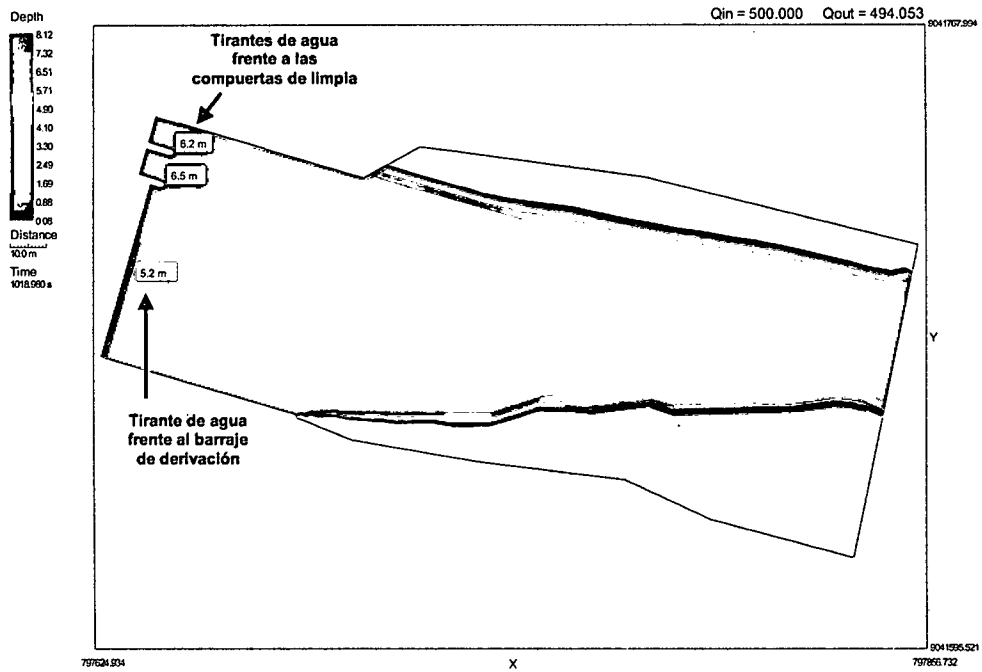 Qin = 500.000 Qout = 494.053
9041767.994
Depth
8.12
7.32
6.51
5.71
4.90
4.10
3.30
2.49
1.69
0.88
0.08
Distance
10.0 m
Time
1018.960 s
Tirantes de agua
frente a las
compuertas de limpia
6.2 m
6.5 m
5.2 m
Tirante de agua
frente al barraje
de derivación
Y
9041595.521
797624.934
X
797856.732